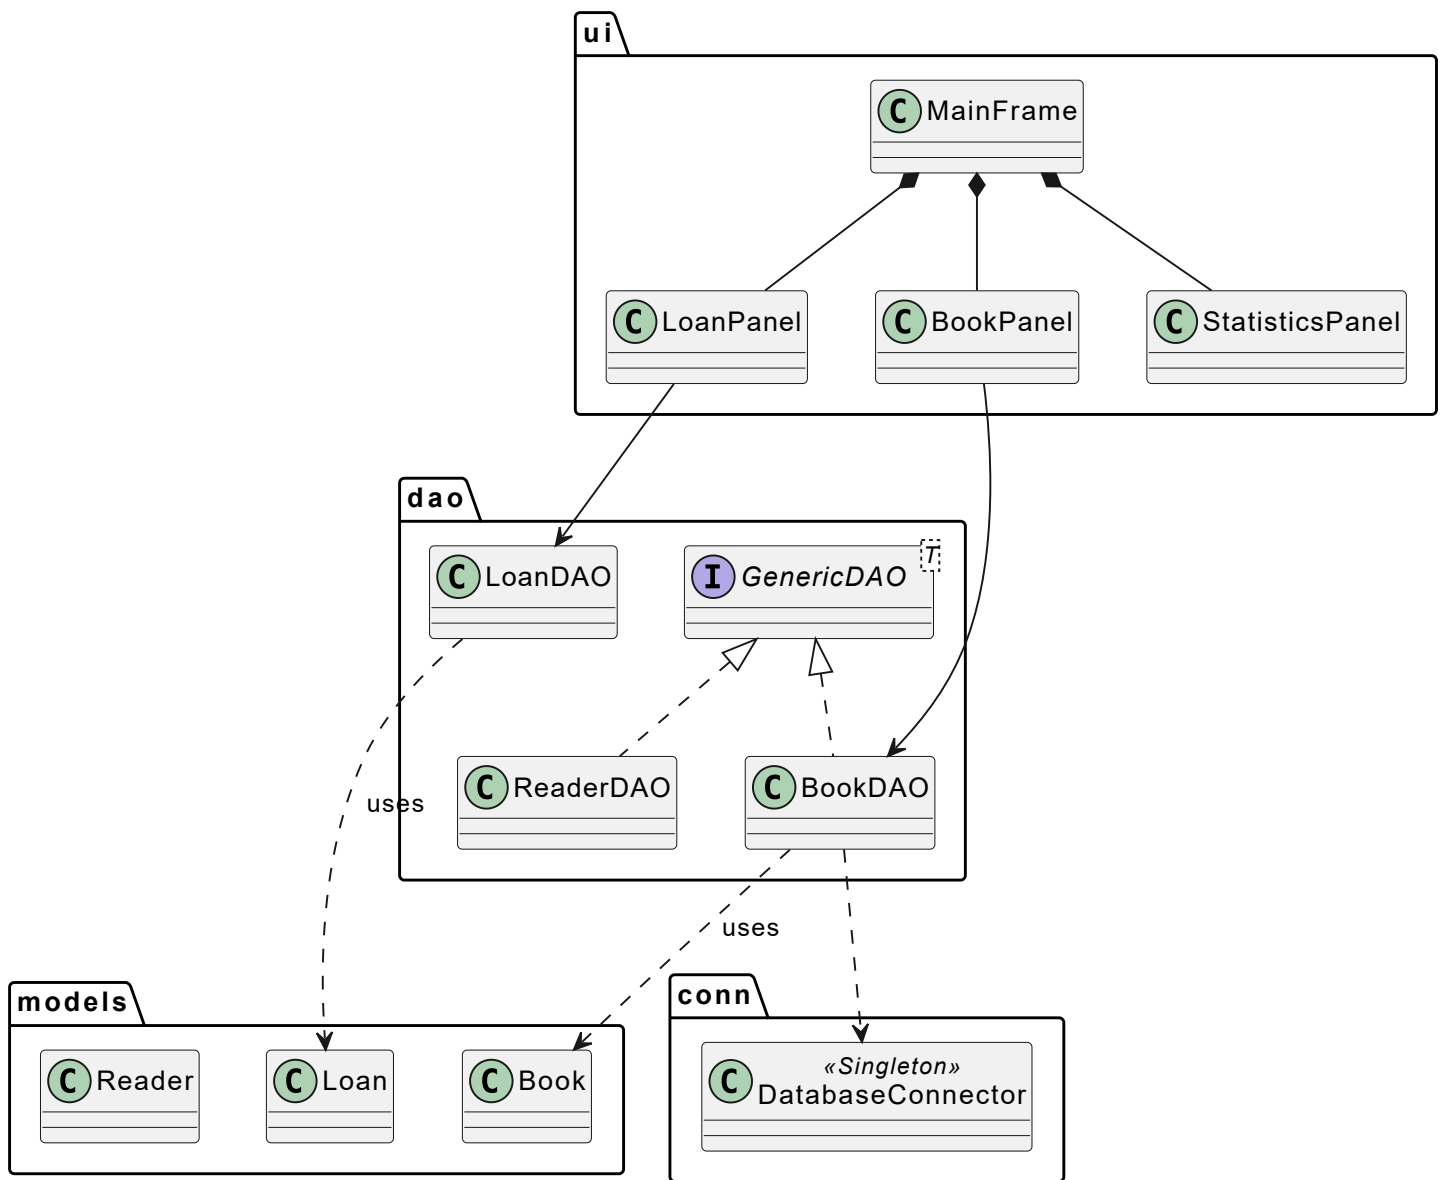 ui
C MainFrame
C LoanPanel
C BookPanel
C StatisticsPanel
dao
C LoanDAO
I GenericDAO
T
C ReaderDAO
C BookDAO
uses
uses
models
C Reader
C Loan
C Book
conn
«Singleton»
C DatabaseConnector